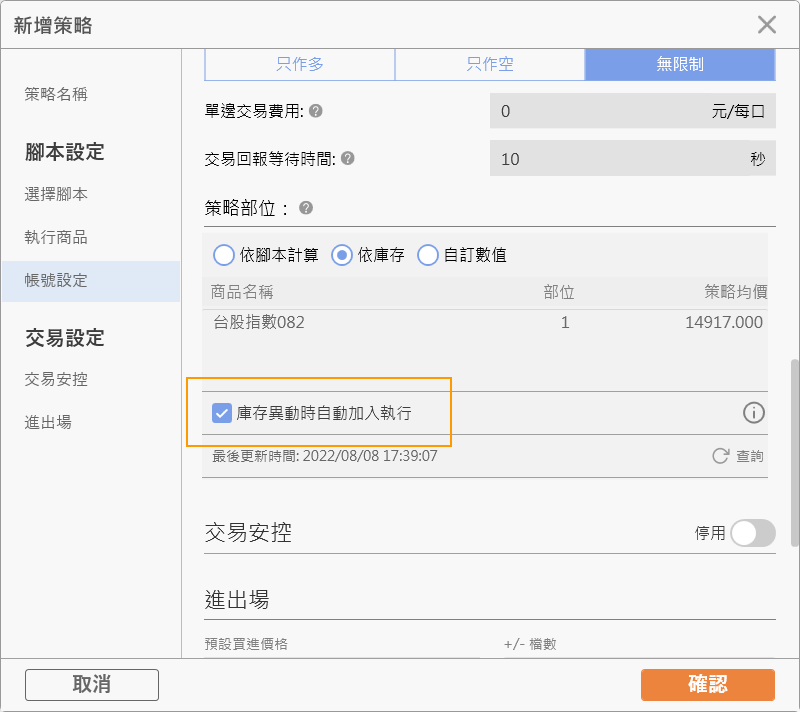 新增策略
策略名稱
腳本設定
選擇腳本
執行商品
帳號設定
交易設定
交易安控
進出場
只作多 只作空 無限制
單邊交易費用: ? 0 元/每口
交易回報等待時間: ? 10 秒
策略部位： ?
依腳本計算 依庫存 自訂數值
商品名稱 部位 策略均價
台股指數082 1 14917.000
庫存異動時自動加入執行
最後更新時間: 2022/08/08 17:39:07 查詢
交易安控 停用
進出場
預設買進價格 +/- 檔數
取消 確認